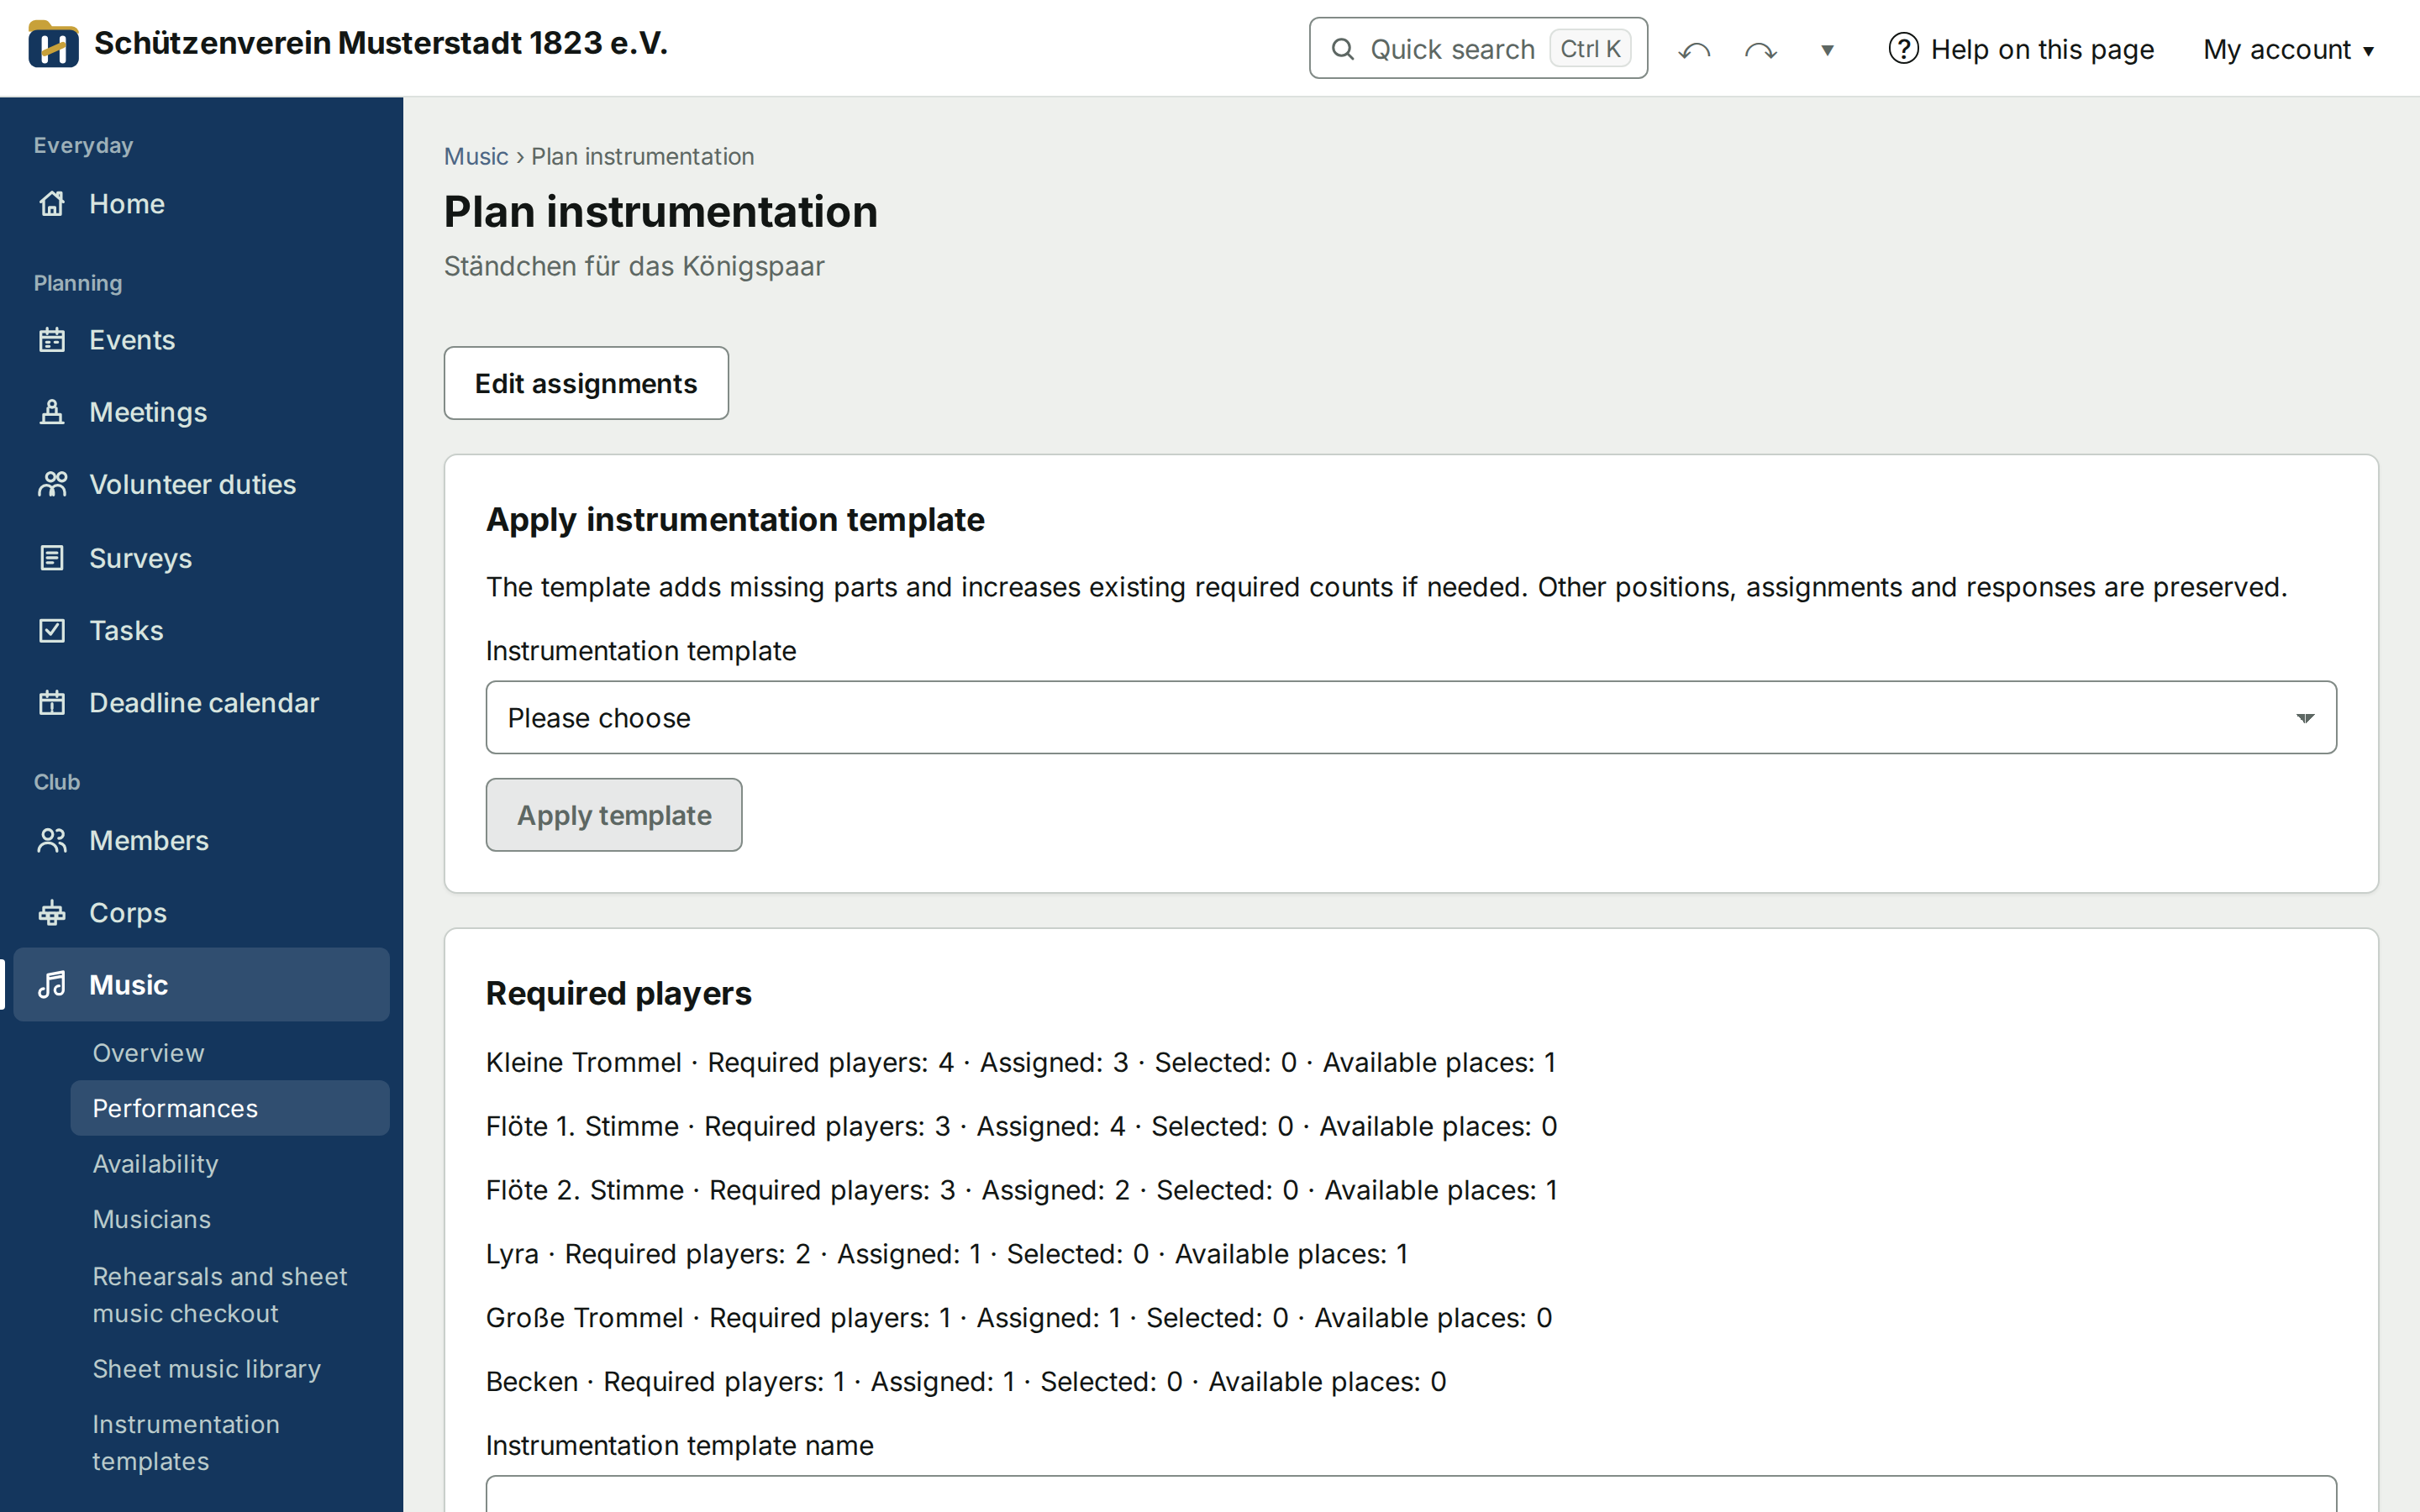 Schützenverein Musterstadt 1823 e.V.
Quick search Ctrl K
Help on this page
My account
Everyday
Home
Planning
Events
Meetings
Volunteer duties
Surveys
Tasks
Deadline calendar
Club
Members
Corps
Music
Overview
Performances
Availability
Musicians
Rehearsals and sheet
music checkout
Sheet music library
Instrumentation
templates
Music › Plan instrumentation
Plan instrumentation
Ständchen für das Königspaar
Edit assignments
Apply instrumentation template
The template adds missing parts and increases existing required counts if needed. Other positions, assignments and responses are preserved.
Instrumentation template
Please choose
Apply template
Required players
Kleine Trommel · Required players: 4 · Assigned: 3 · Selected: 0 · Available places: 1
Flöte 1. Stimme · Required players: 3 · Assigned: 4 · Selected: 0 · Available places: 0
Flöte 2. Stimme · Required players: 3 · Assigned: 2 · Selected: 0 · Available places: 1
Lyra · Required players: 2 · Assigned: 1 · Selected: 0 · Available places: 1
Große Trommel · Required players: 1 · Assigned: 1 · Selected: 0 · Available places: 0
Becken · Required players: 1 · Assigned: 1 · Selected: 0 · Available places: 0
Instrumentation template name